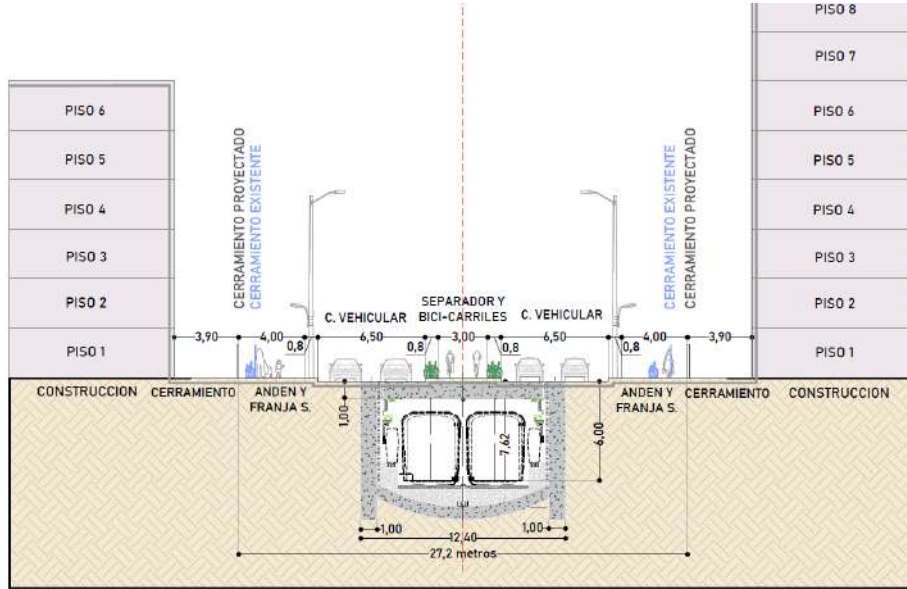 PISO 8
PISO 7
PISO 6
PISO 6
PISO 5
PISO 5
PISO 4
PISO 4
PISO 3
PISO 3
PISO 2
PISO 2
PISO 1
PISO 1
CERRAMIENTO PROYECTADO
CERRAMIENTO EXISTENTE
CERRAMIENTO EXISTENTE
CERRAMIENTO PROYECTADO
C. VEHICULAR
SEPARADOR Y
BICI-CARRILES
C. VEHICULAR
3,90
4,00
6,50
3,00
6,50
4,00
3,90
0,8
0,8
0,8
0,8
CONSTRUCCION
CERRAMIENTO
ANDEN Y
FRANJA S.
ANDEN Y
FRANJA S.
CERRAMIENTO
CONSTRUCCION
1,00
7,62
6,00
1,00
1,00
12,40
27,2 metros